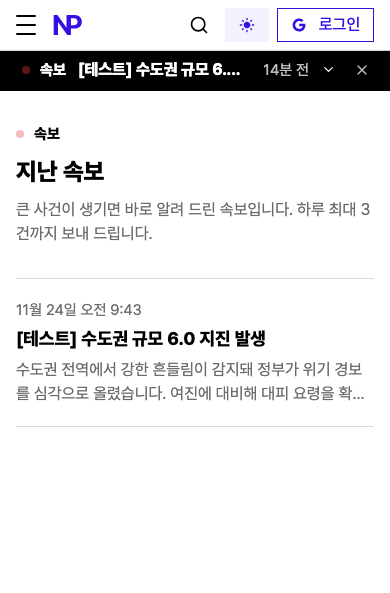 NP
G 로그인
속보 [테스트] 수도권 규모 6.... 14분 전
속보
지난 속보
큰 사건이 생기면 바로 알려 드린 속보입니다. 하루 최대 3
건까지 보내 드립니다.
11월 24일 오전 9:43
[테스트] 수도권 규모 6.0 지진 발생
수도권 전역에서 강한 흔들림이 감지돼 정부가 위기 경보
를 심각으로 올렸습니다. 여진에 대비해 대피 요령을 확...